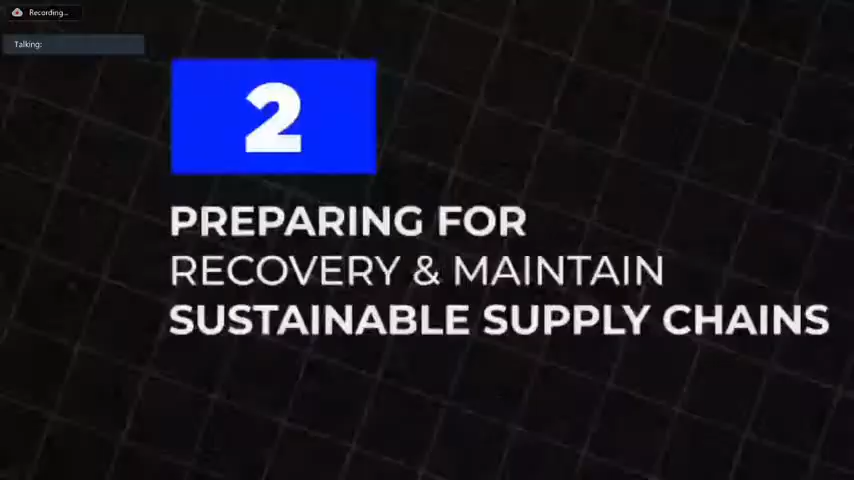 Recording...
Talking:
2
PREPARING FOR
RECOVERY & MAINTAIN
SUSTAINABLE SUPPLY CHAINS